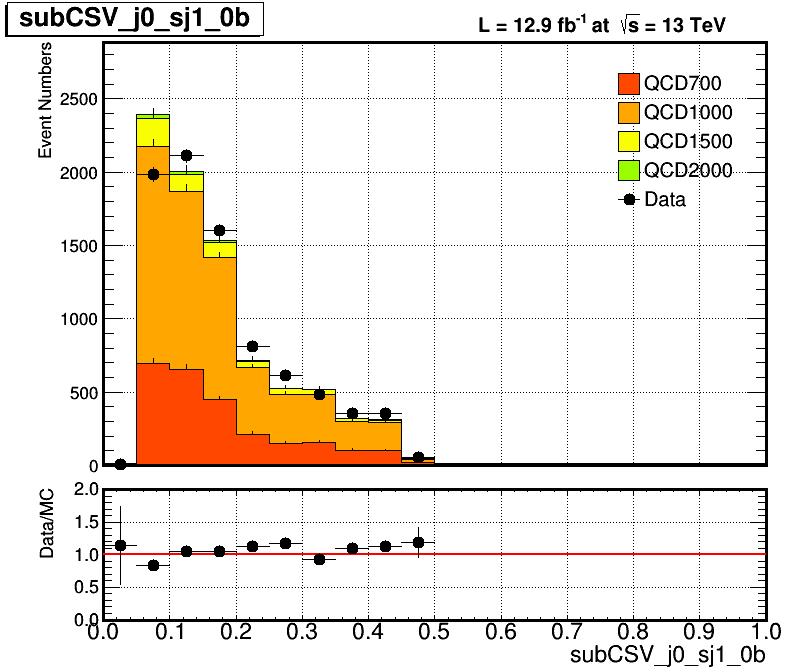 subCSV_j0_sj1_0b
L = 12.9 fb-1 at √s = 13 TeV
Event Numbers
2500
2000
1500
1000
500
0
QCD700
QCD1000
QCD1500
QCD2000
Data
Data/MC
2.0
1.5
1.0
0.5
0.0
0.0 0.1 0.2 0.3 0.4 0.5 0.6 0.7 0.8 0.9 1.0
subCSV_j0_sj1_0b